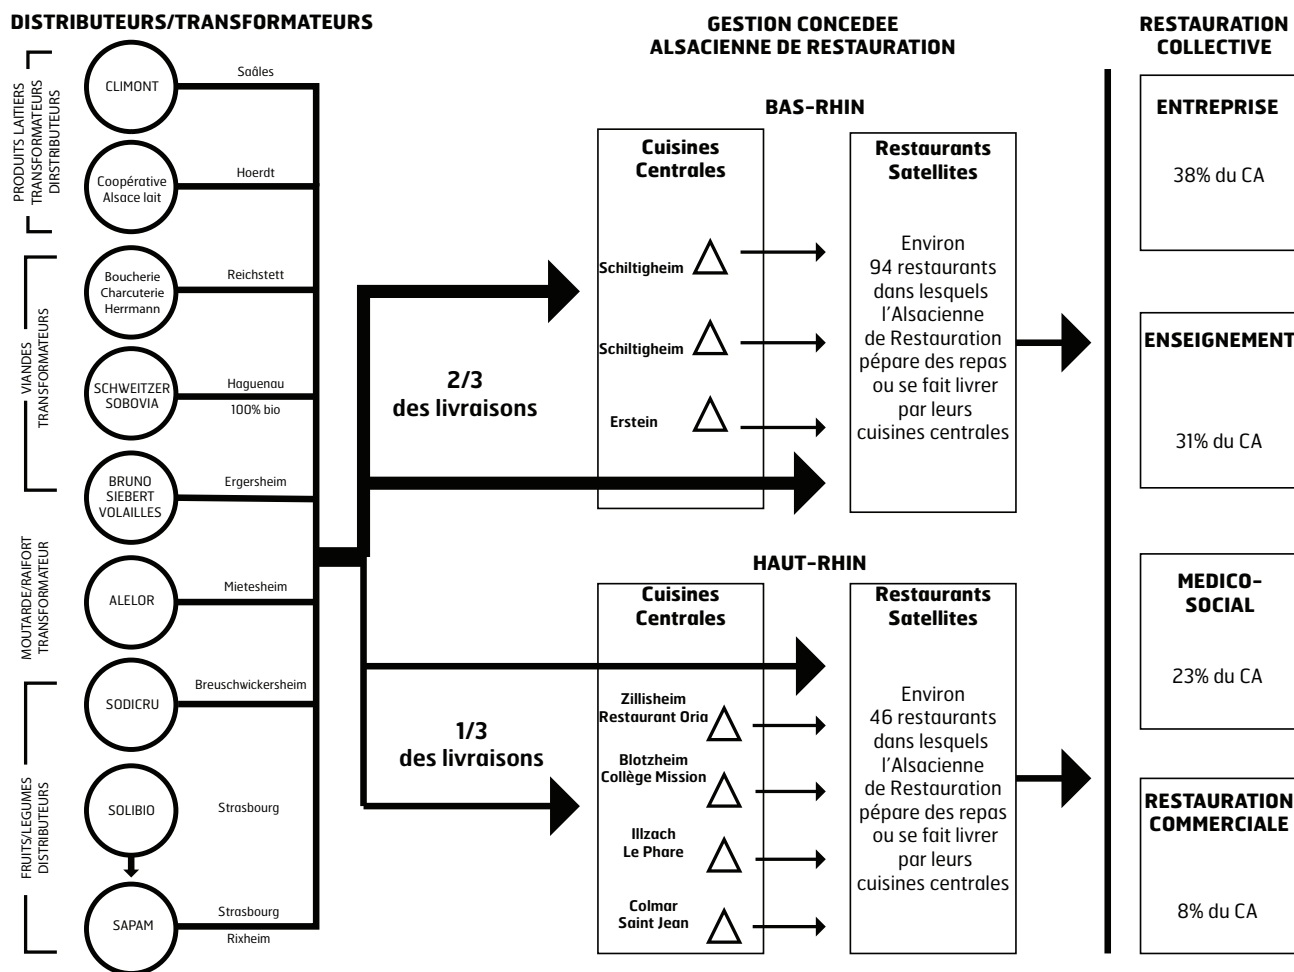 DISTRIBUTEURS/TRANSFORMATEURS
PRODUITS LAITIERS
TRANSFORMATEURS
DIRSTRIBUTEURS
CLIMONT
Saâles
Coopérative
Alsace lait
Hoerdt
VIANDES
TRANSFORMATEURS
Boucherie
Charcuterie
Herrmann
Reichstett
SCHWEITZER
SOBOVIA
Haguenau
100% bio
BRUNO
SIEBERT
VOLAILLES
Ergersheim
MOUTARDE/RAIFORT
TRANSFORMATEUR
ALELOR
Mietesheim
FRUITS/LEGUMES
DISTRIBUTEURS
SODICRU
Breuschwickersheim
SOLIBIO
Strasbourg
SAPAM
Strasbourg
Rixheim
2/3
des livraisons
1/3
des livraisons
GESTION CONCEDEE
ALSACIENNE DE RESTAURATION
BAS-RHIN
Cuisines
Centrales
Schiltigheim
Schiltigheim
Erstein
Restaurants
Satellites
Environ
94 restaurants
dans lesquels
l'Alsacienne
de Restauration
pépare des repas
ou se fait livrer
par leurs
cuisines centrales
HAUT-RHIN
Cuisines
Centrales
Zillisheim
Restaurant Oria
Blotzheim
Collège Mission
Illzach
Le Phare
Colmar
Saint Jean
Restaurants
Satellites
Environ
46 restaurants
dans lesquels
l'Alsacienne
de Restauration
pépare des repas
ou se fait livrer
par leurs
cuisines centrales
RESTAURATION
COLLECTIVE
ENTREPRISE
38% du CA
ENSEIGNEMENT
31% du CA
MEDICO-
SOCIAL
23% du CA
RESTAURATION
COMMERCIALE
8% du CA